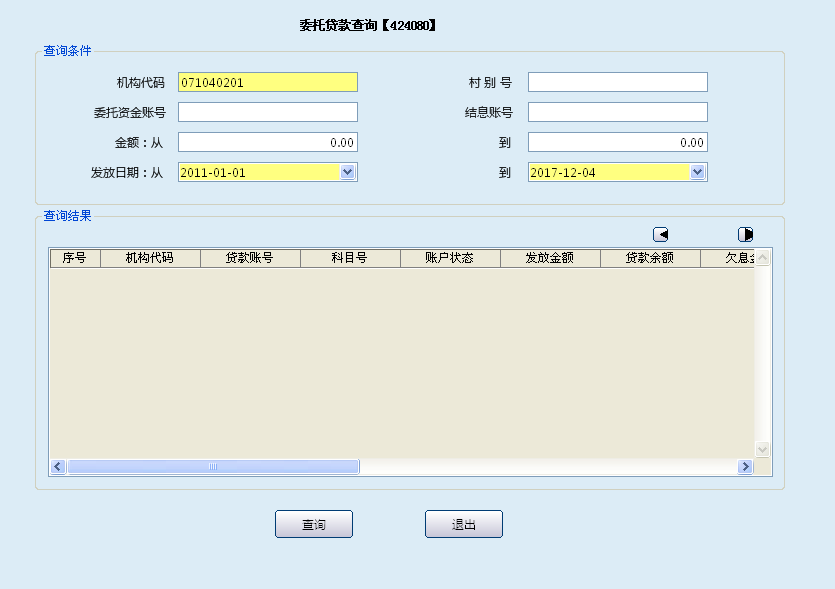 委托贷款查询【424080】
查询条件
机构代码 071040201 村 别 号
委托资金账号 结息账号
金额：从 0.00 到 0.00
发放日期：从 2011-01-01 到 2017-12-04
查询结果
序号 机构代码 贷款账号 科目号 账户状态 发放金额 贷款余额 欠息
查询 退出